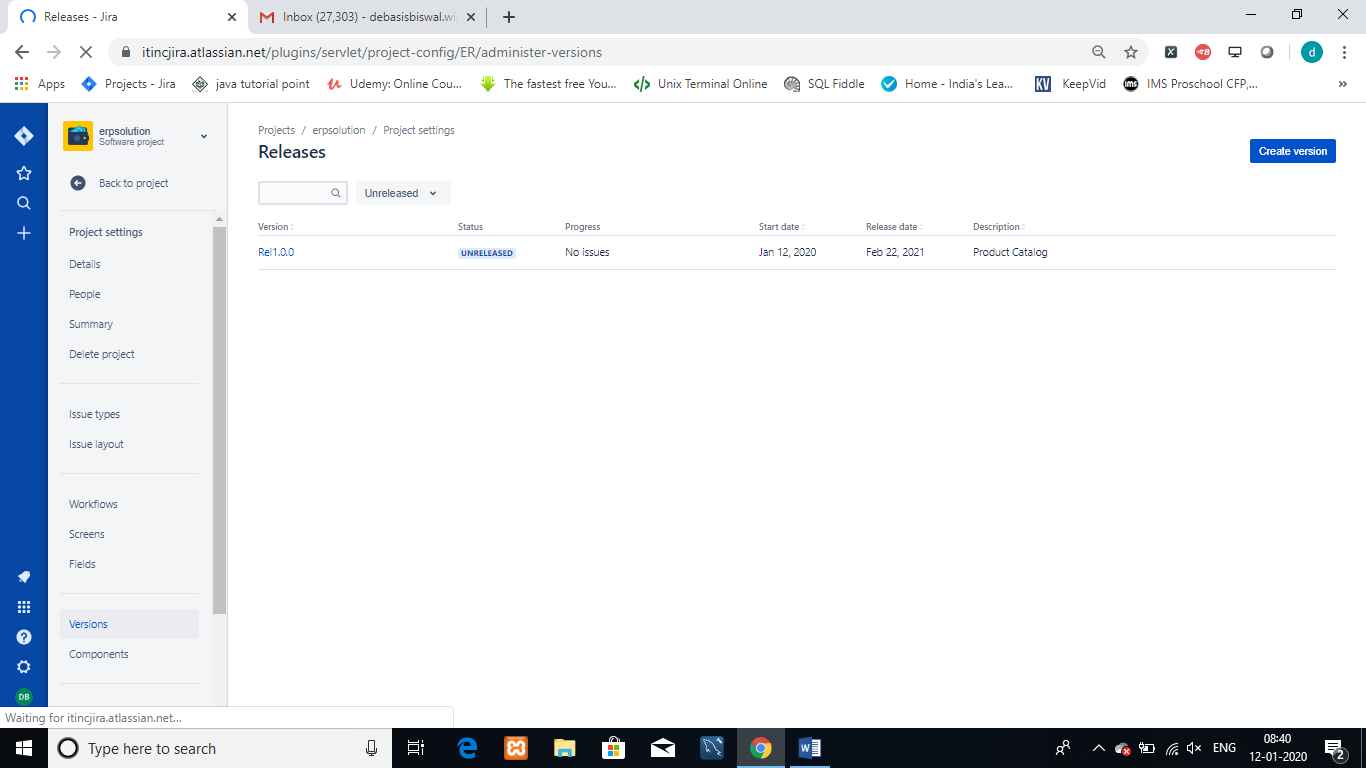 Releases - Jira
Inbox (27,303) - debasisbiswal.wi
itincjira.atlassian.net/plugins/servlet/project-config/ER/administer-versions
d
Apps
Projects - Jira
java tutorial point
Udemy: Online Cou...
The fastest free You...
Unix Terminal Online
SQL Fiddle
Home - India's Lea...
KV
KeepVid
ims
IMS Proschool CFP,...
»
erpsolution
Software project
Back to project
Project settings
Details
People
Summary
Delete project
Issue types
Issue layout
Workflows
Screens
Fields
Versions
Components
DB
Projects / erpsolution / Project settings
Releases
Create version
Unreleased
Version Status Progress Start date Release date Description
Rel1.0.0 UNRELEASED No issues Jan 12, 2020 Feb 22, 2021 Product Catalog
Waiting for itincjira.atlassian.net...
Type here to search
ENG
08:40
12-01-2020
2